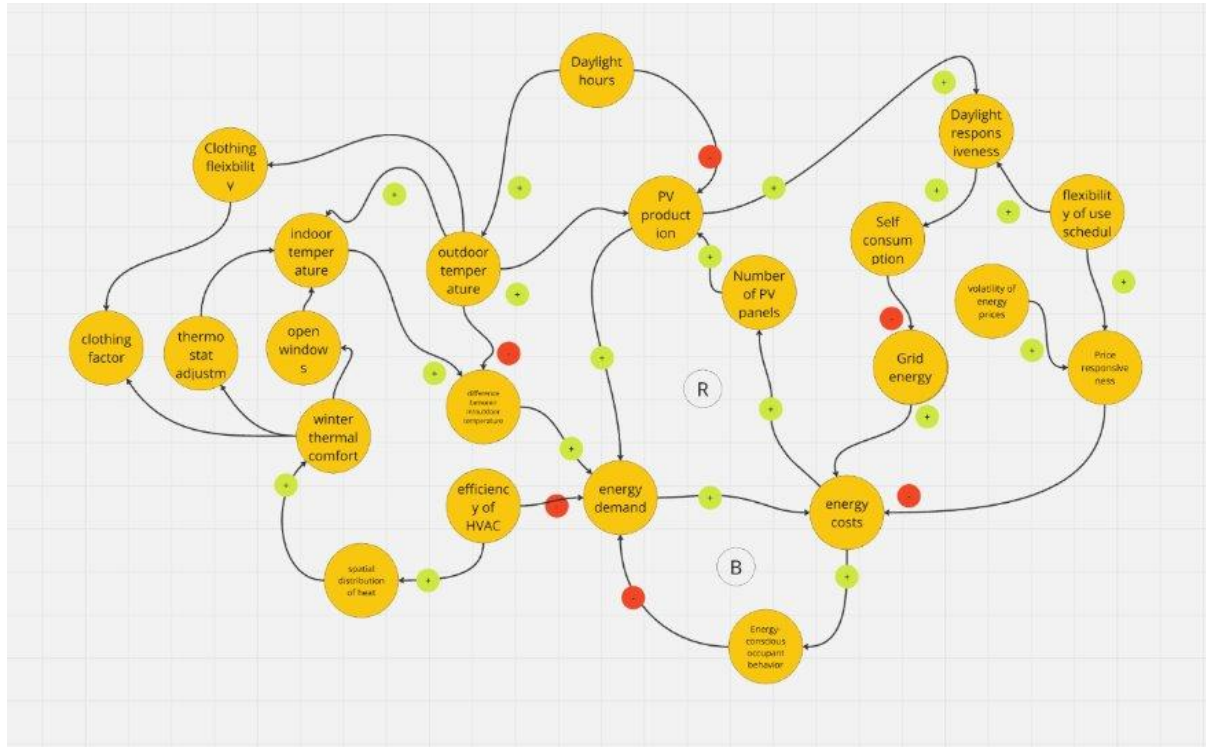 Daylight
hours
+
Daylight
respons
iveness
-
Clothing
fleixbilit
y
+
+
+
+
PV
product
ion
flexibilit
y of use
schedul
+
Self
consum
ption
indoor
temper
ature
outdoor
temper
ature
+
Number
of PV
panels
+
volatility of
energy
prices
+
-
+
clothing
factor
thermo
stat
adjustm
open
window
s
-
+
+
Grid
energy
Price
responsive
ness
R
+
+
+
winter
thermal
comfort
+
+
efficienc
y of
HVAC
-
energy
demand
+
energy
costs
-
spatial
distribution
of heat
+
B
+
-
Energy-
conscious
occupant
behavior